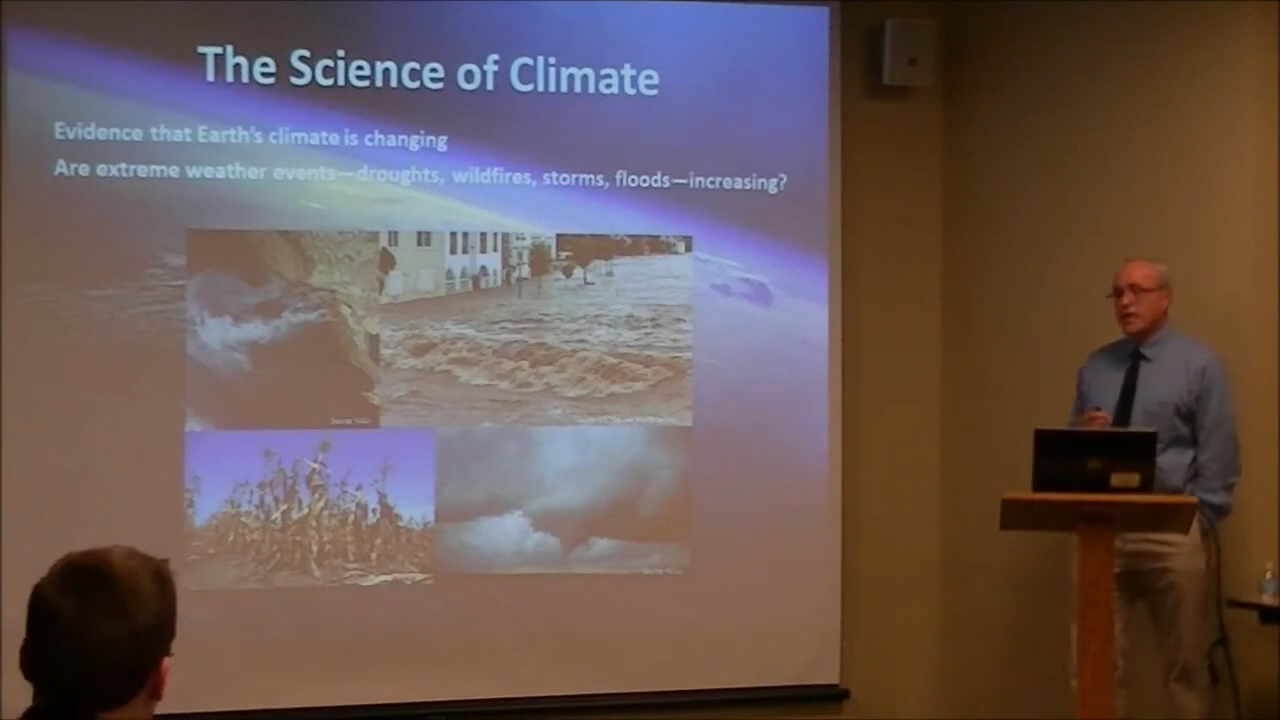 The Science of Climate
Evidence that Earth's climate is changing
Are extreme weather events—droughts, wildfires, storms, floods—increasing?